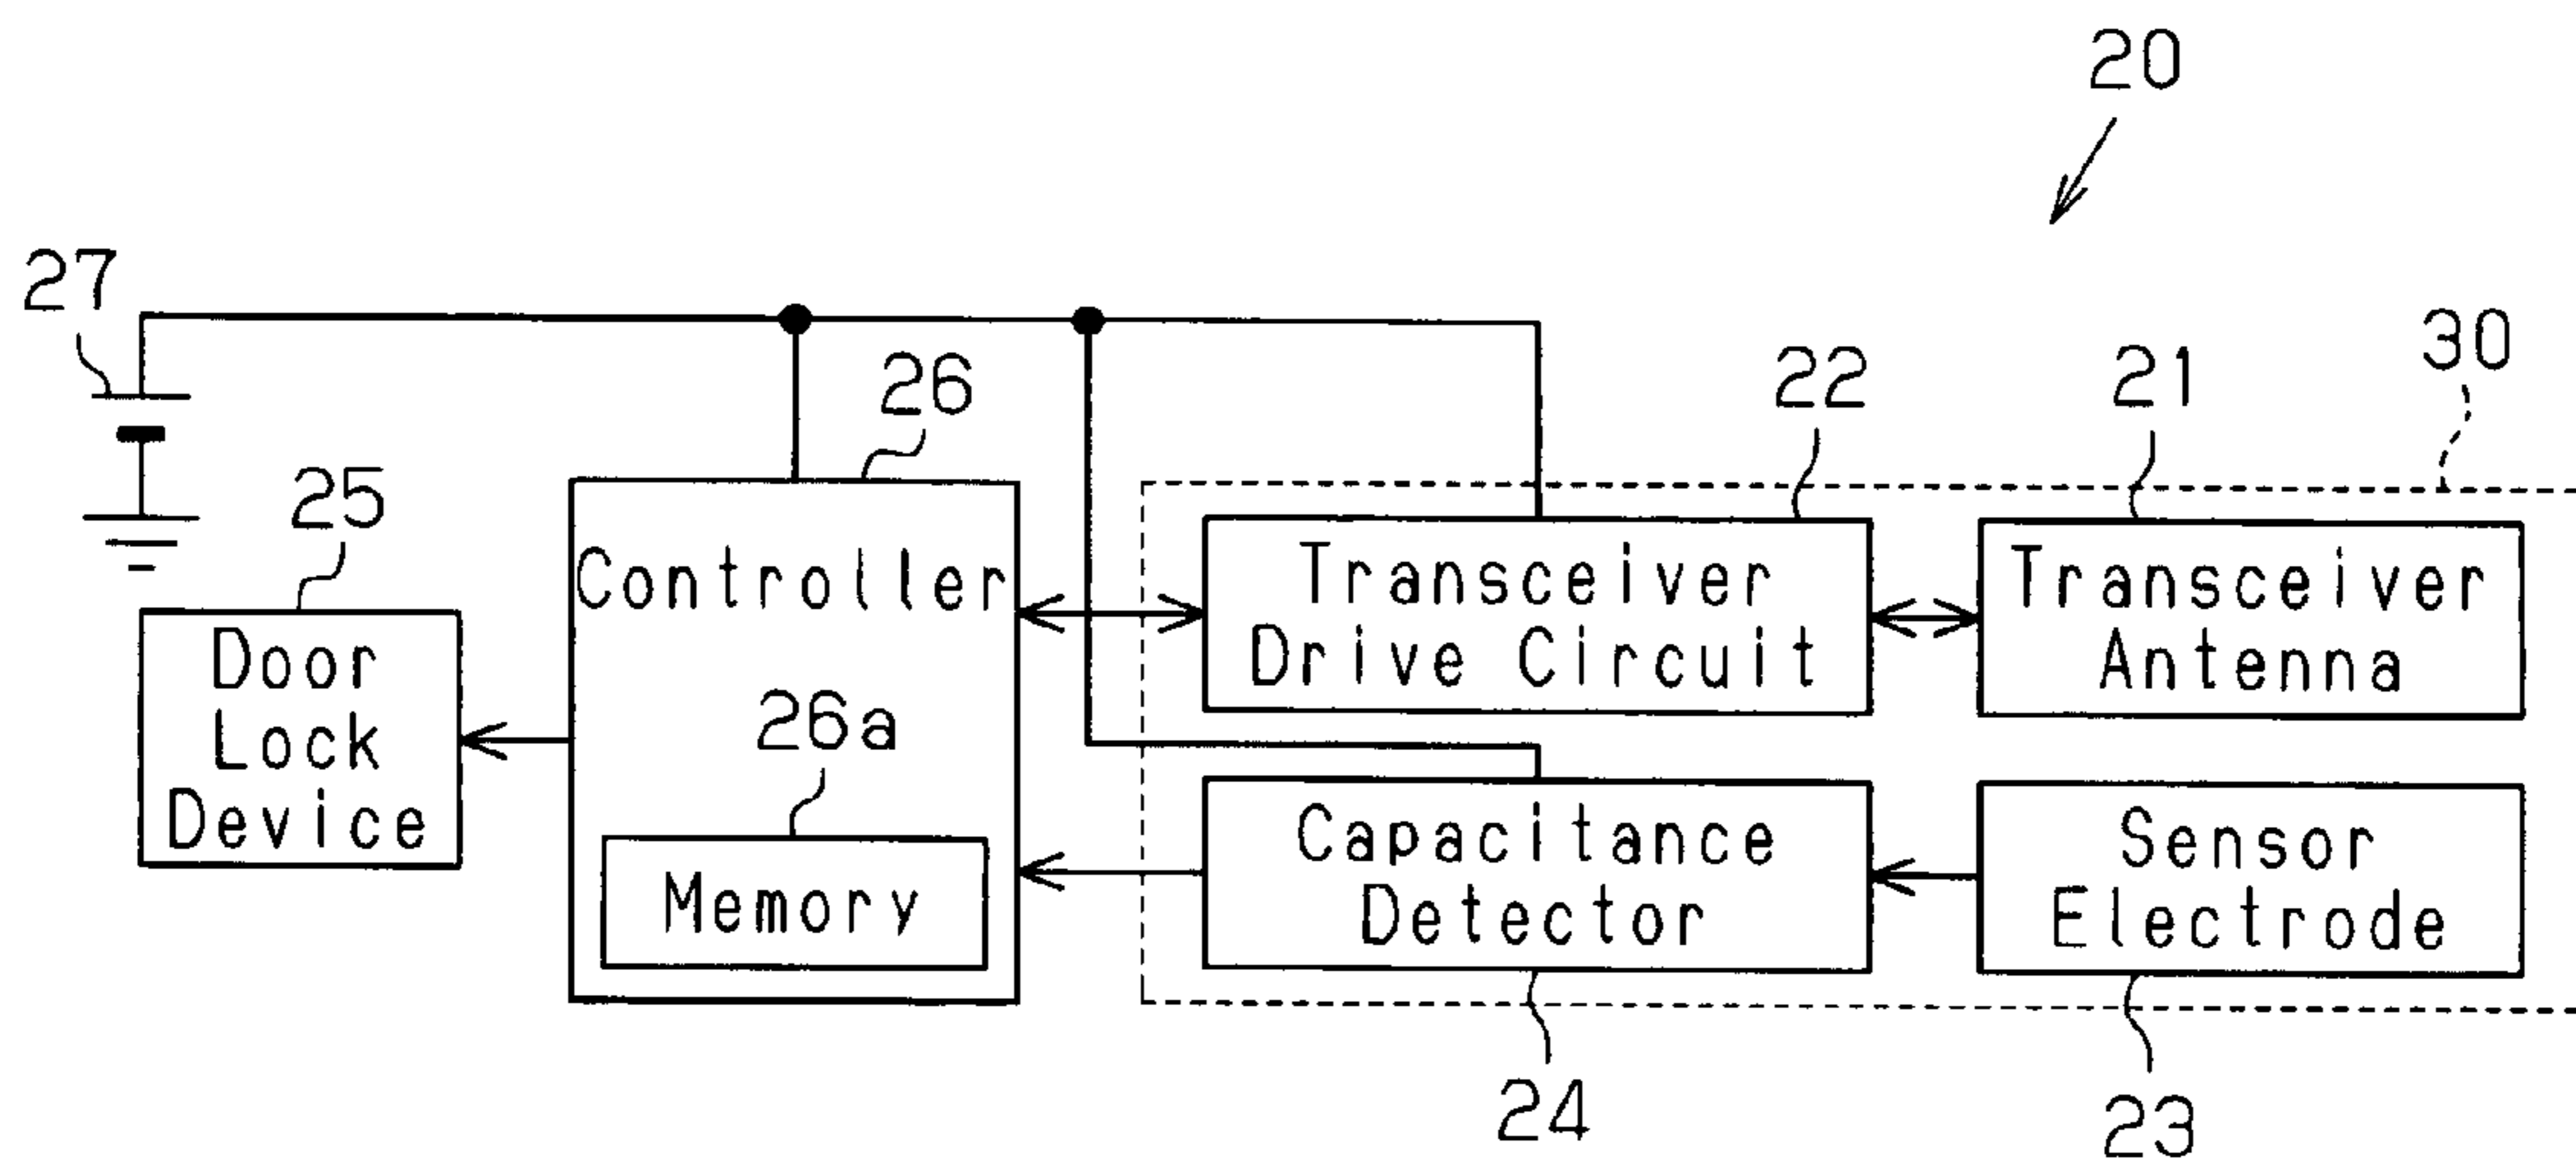 20
27
30
26
22
21
25
Controller
Transceiver
Drive Circuit
Transceiver
Antenna
Door
Lock
Device
26a
Memory
Capacitance
Detector
Sensor
Electrode
24
23